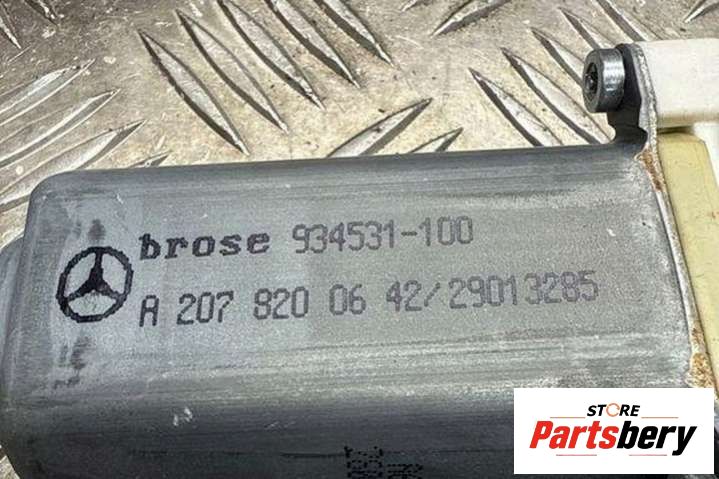 brose 934531-100
A 207 820 06 42/29013285
STORE
Partsbery